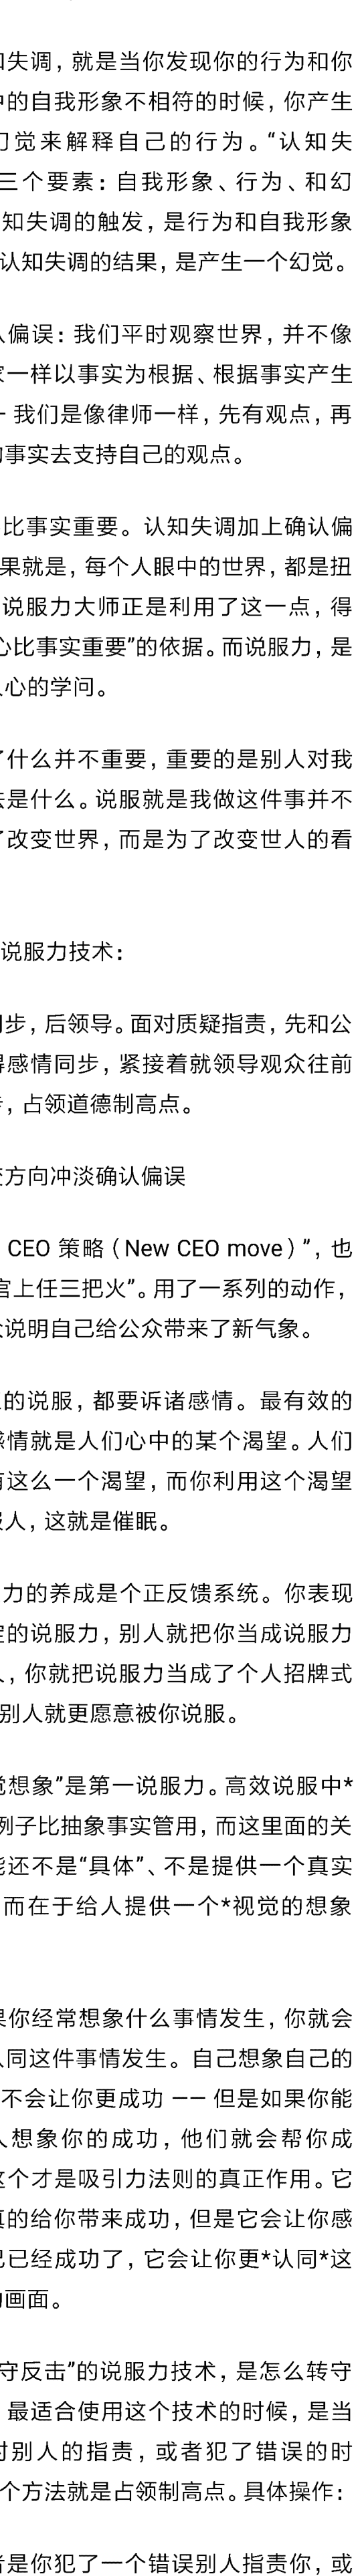 失调，就是当你发现你的行为和你
的自我形象不相符的时候，你产生
觉来解释自己的行为。“认知失
三个要素：自我形象、行为、和幻
知失调的触发，是行为和自我形象
认知失调的结果，是产生一个幻觉。
偏误：我们平时观察世界，并不像
一样以事实为根据、根据事实产生
- 我们是像律师一样，先有观点，再
事实去支持自己的观点。
比事实重要。认知失调加上确认偏
果就是，每个人眼中的世界，都是扭
说服力大师正是利用了这一点，得
心比事实重要”的依据。而说服力，是
心的学问。
什么并不重要，重要的是别人对我
是什么。说服就是我做这件事并不
改变世界，而是为了改变世人的看
说服力技术：
步，后领导。面对质疑指责，先和公
感情同步，紧接着就领导观众往前
，占领道德制高点。
方向冲淡确认偏误
CEO 策略（New CEO move）”，也
官上任三把火”。用了一系列的动作，
说明自己给公众带来了新气象。
的说服，都要诉诸感情。最有效的
情就是人们心中的某个渴望。人们
这么一个渴望，而你利用这个渴望
人，这就是催眠。
力的养成是个正反馈系统。你表现
的说服力，别人就把你当成说服力
，你就把说服力当成了个人招牌式
别人就更愿意被你说服。
想象”是第一说服力。高效说服中*
例子比抽象事实管用，而这里面的关
还不是“具体”、不是提供一个真实
而在于给人提供一个*视觉的想象
果你经常想象什么事情发生，你就会
同这件事情发生。自己想象自己的
不会让你更成功 —— 但是如果你能
想象你的成功，他们就会帮你成
这个才是吸引力法则的真正作用。它
真的给你带来成功，但是它会让你感
已经成功了，它会让你更*认同*这
画面。
守反击”的说服力技术，是怎么转守
最适合使用这个技术的时候，是当
对别人的指责，或者犯了错误的时
个方法就是占领制高点。具体操作：
是你犯了一个错误别人指责你，或